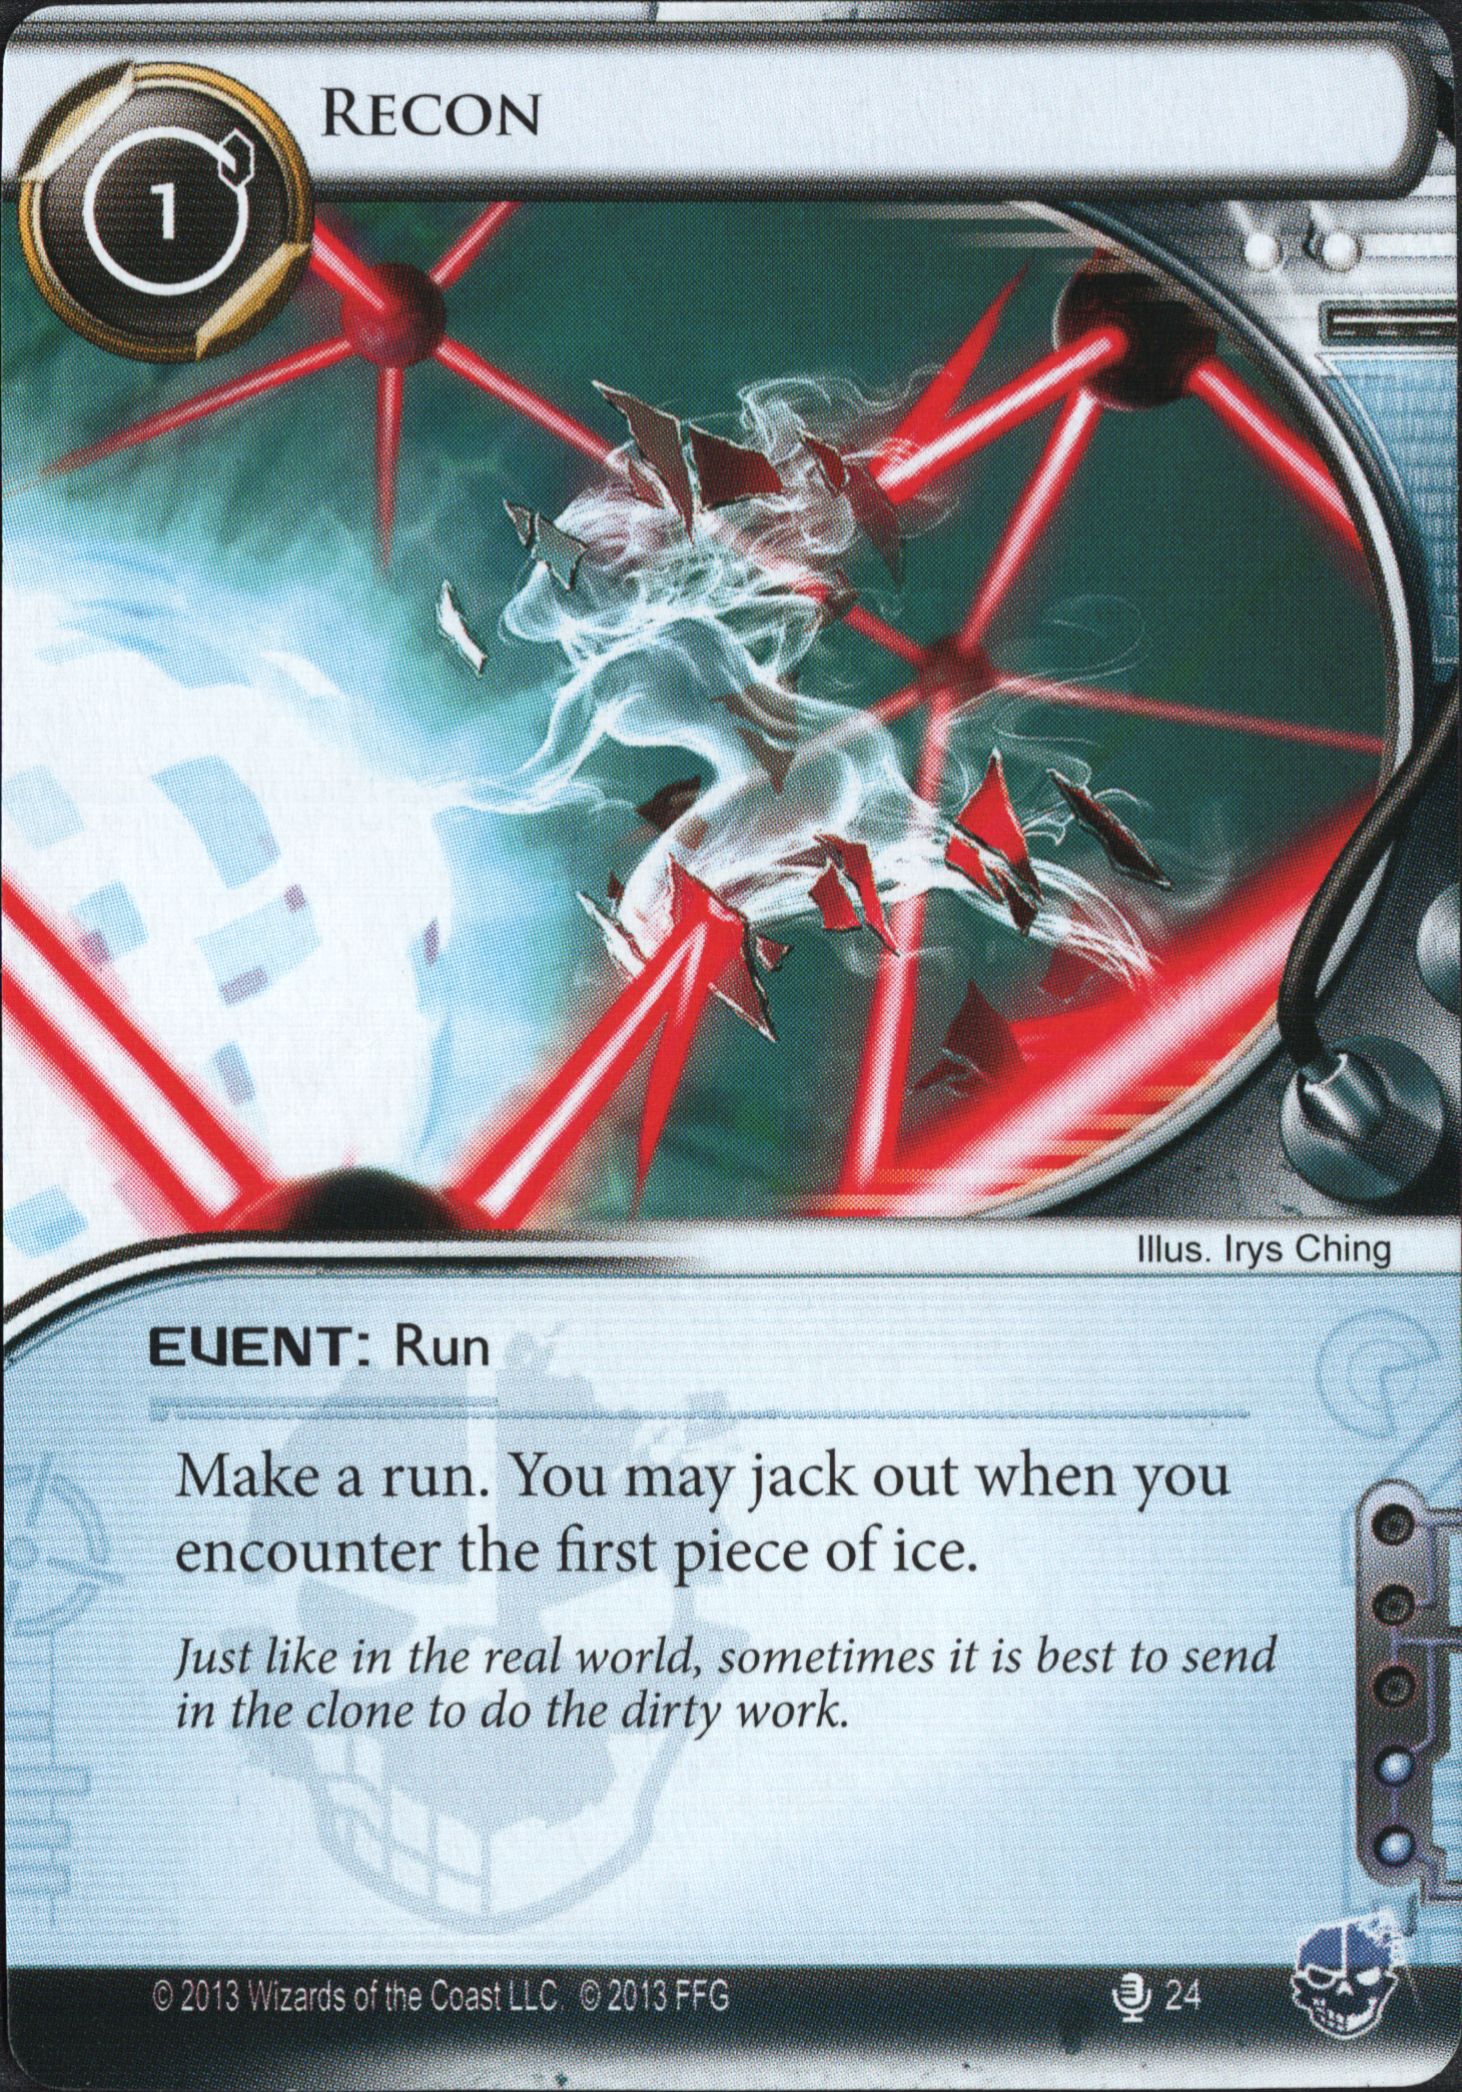 1
Recon
Illus. Irys Ching
EVENT: Run
Make a run. You may jack out when you
encounter the first piece of ice.
Just like in the real world, sometimes it is best to send
in the clone to do the dirty work.
© 2013 Wizards of the Coast LLC. © 2013 FFG
24